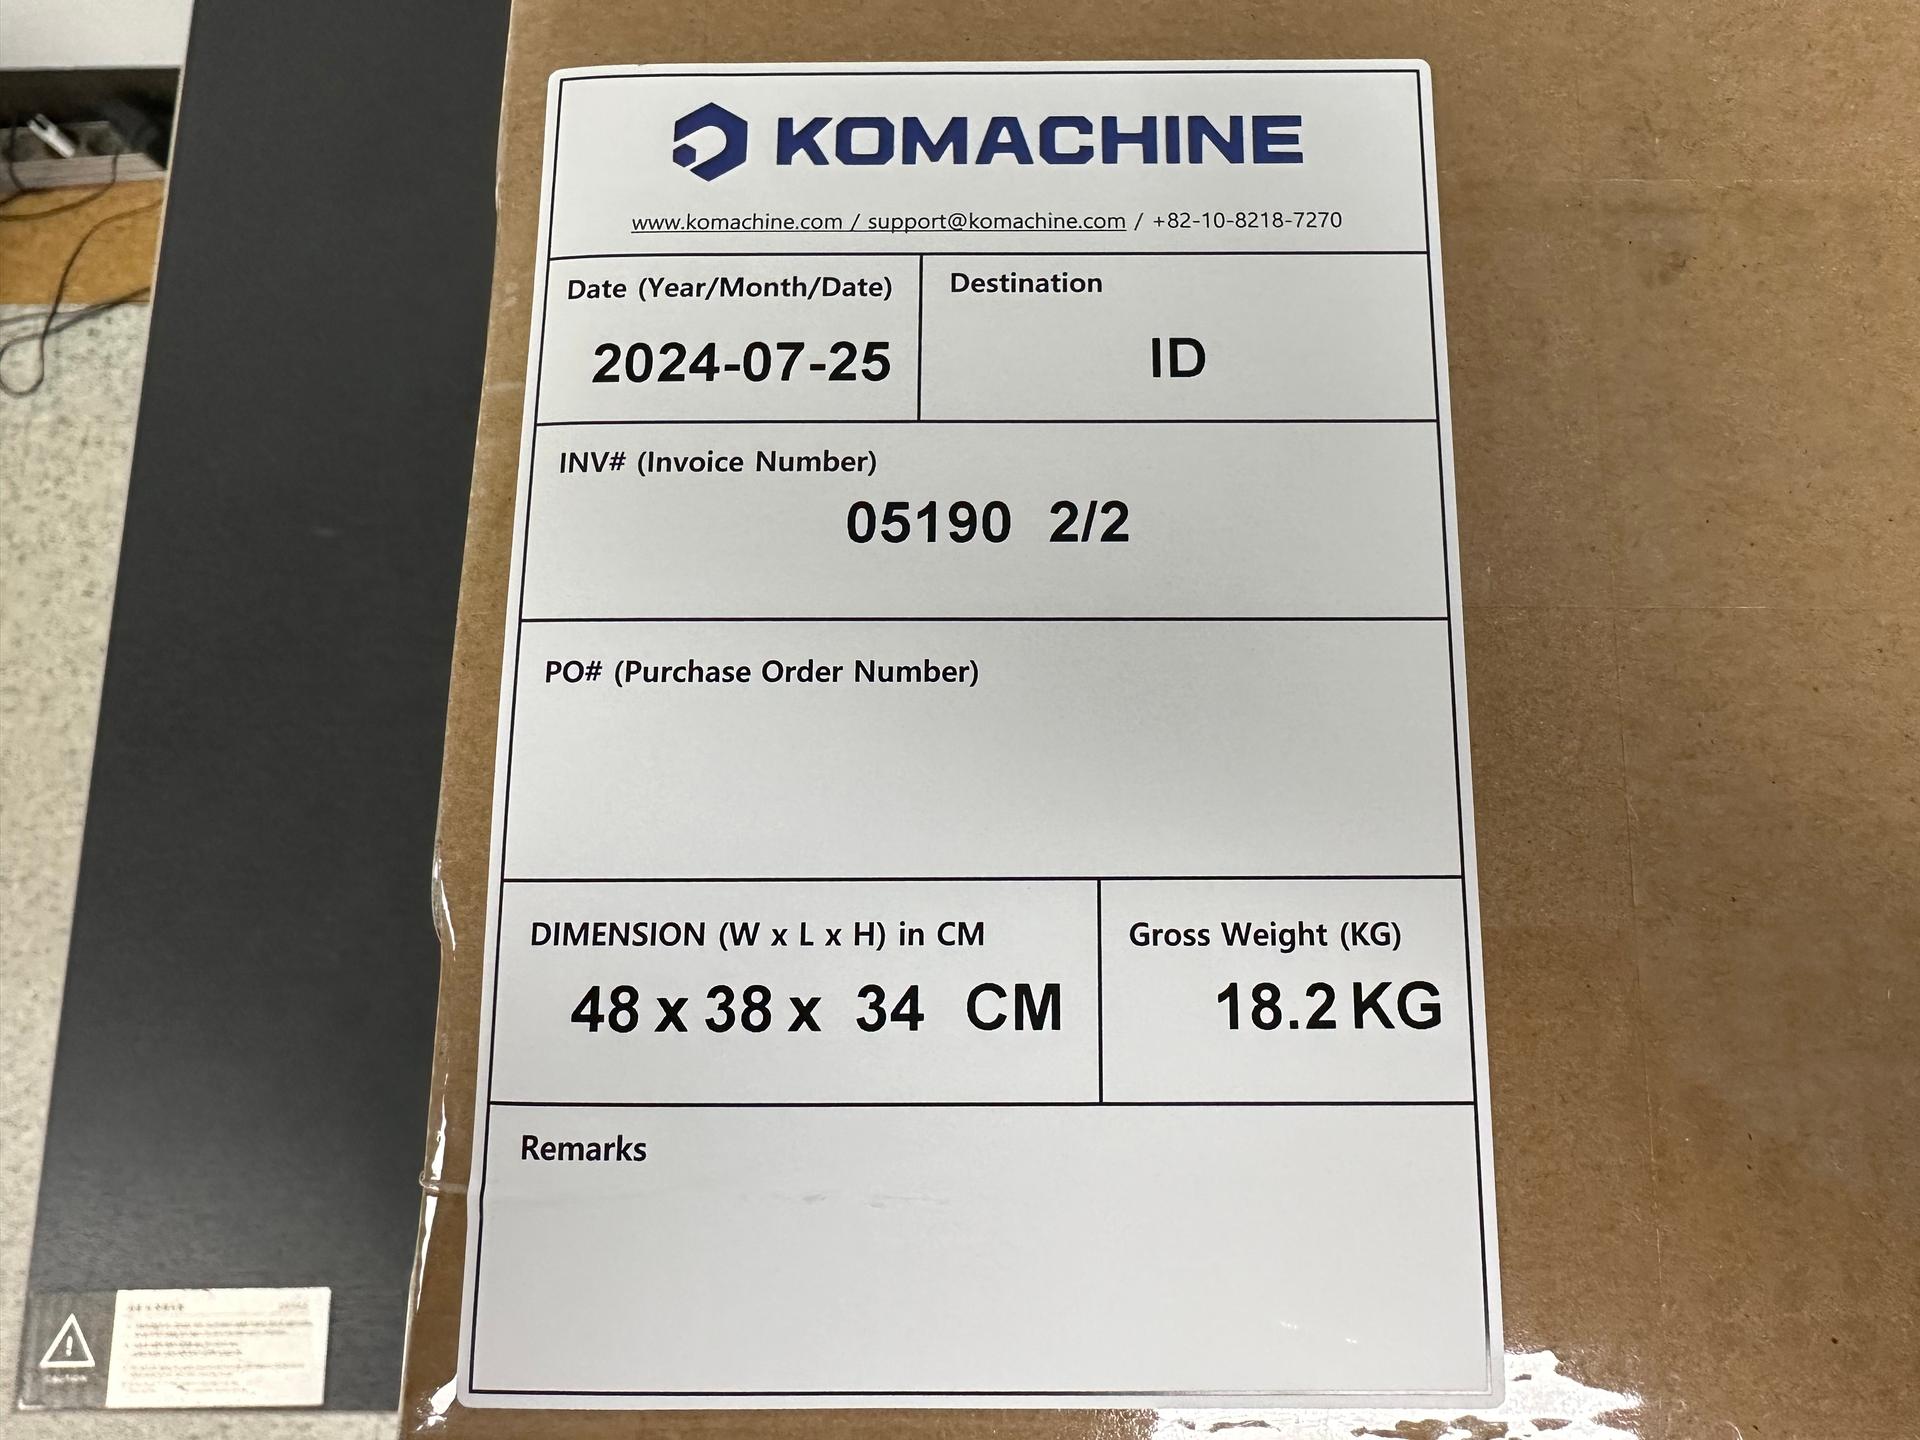 KOMACHINE
www.komachine.com / support@komachine.com / +82-10-8218-7270
Date (Year/Month/Date)
2024-07-25
Destination
ID
INV# (Invoice Number)
05190 2/2
PO# (Purchase Order Number)
DIMENSION (W x L x H) in CM
48 x 38 x 34 CM
Gross Weight (KG)
18.2 KG
Remarks